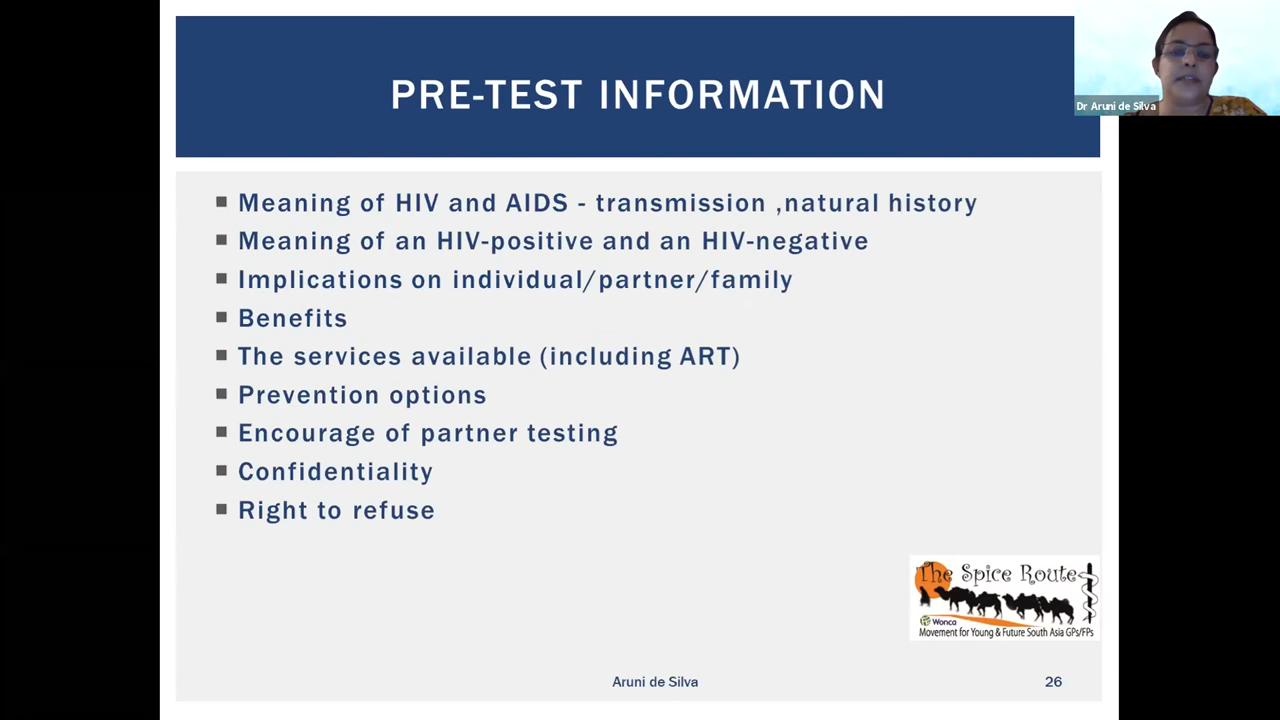 PRE-TEST INFORMATION
Dr Aruni de Silva
Meaning of HIV and AIDS - transmission ,natural history
Meaning of an HIV-positive and an HIV-negative
Implications on individual/partner/family
Benefits
The services available (including ART)
Prevention options
Encourage of partner testing
Confidentiality
Right to refuse
The Spice Route
Wonca
Movement for Young & Future South Asia GPs/FPs
Aruni de Silva
26